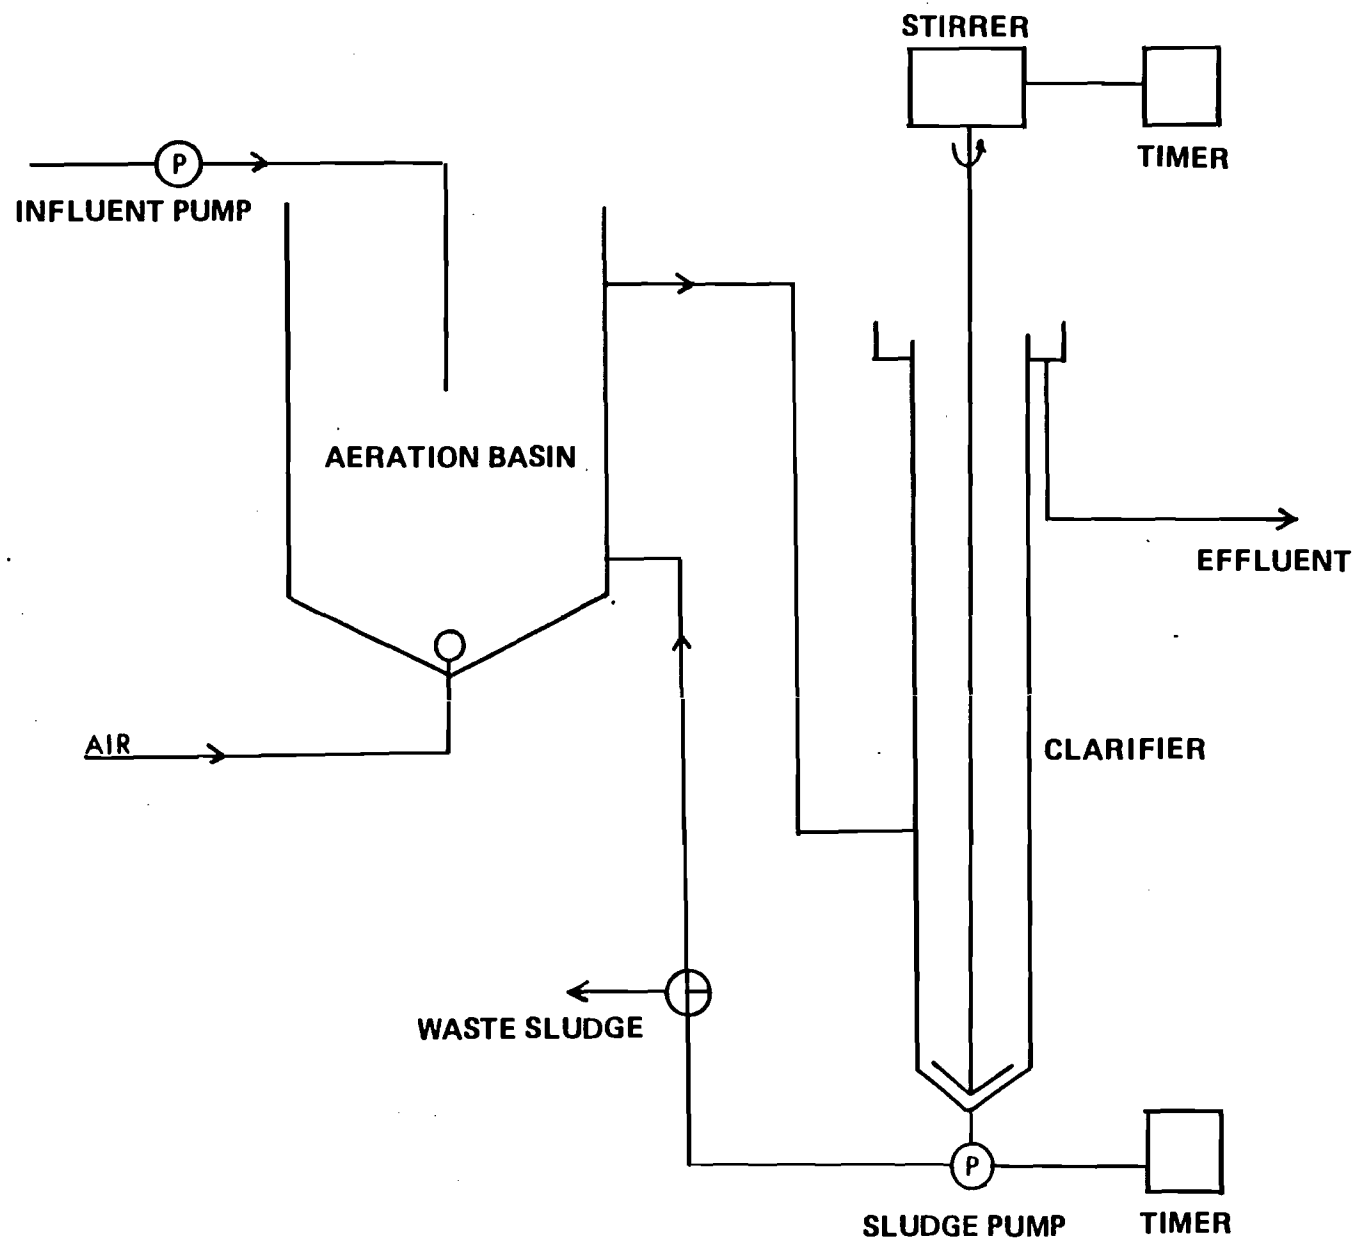 STIRRER
TIMER
P
INFLUENT PUMP
AERATION BASIN
EFFLUENT
AIR
CLARIFIER
WASTE SLUDGE
P
SLUDGE PUMP
TIMER